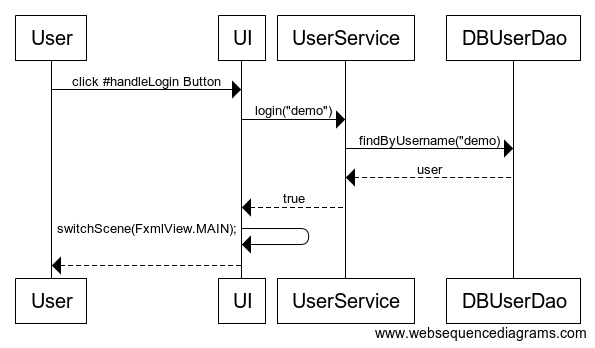 User UI UserService DBUserDao
click #handleLogin Button
login("demo")
findByUsername("demo)
user
true
switchScene(FxmlView.MAIN);
User UI UserService DBUserDao
www.websequencediagrams.com